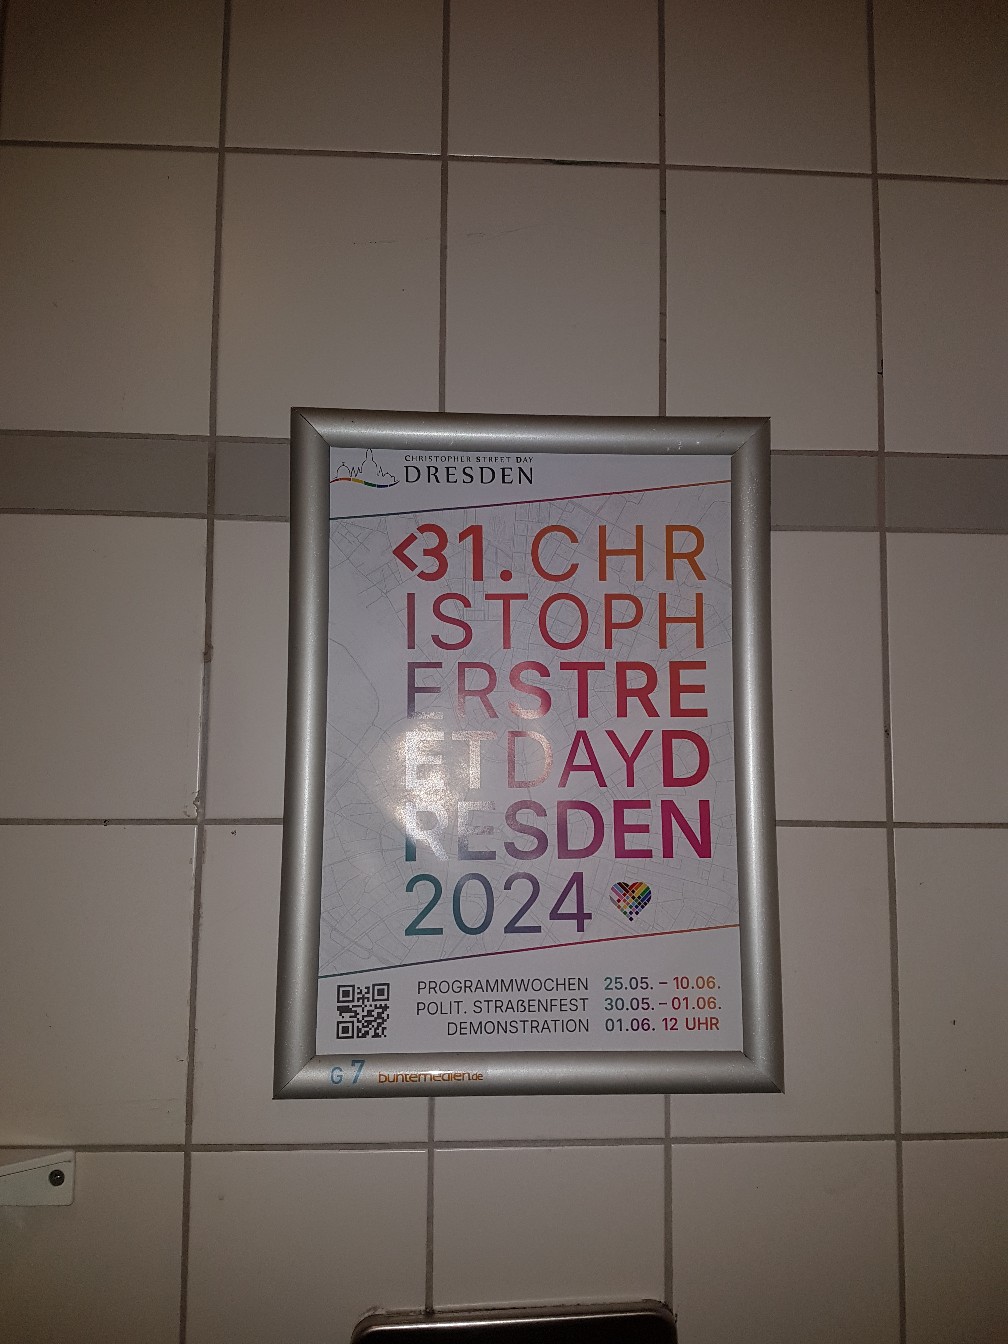 CHRISTOPHER STREET DAY
DRESDEN
<31. CHR
ISTOPH
ERSTRE
ETDAYD
RESDEN
2024
PROGRAMMWOCHEN 25.05. – 10.06.
POLIT. STRAßENFEST 30.05. – 01.06.
DEMONSTRATION 01.06. 12 UHR
G 7 buntemedien.de